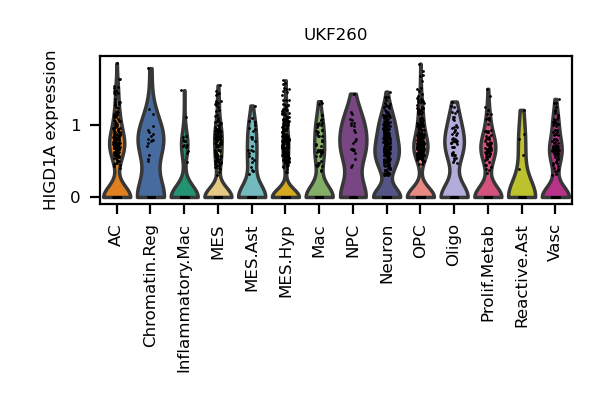 UKF260
HIGD1A expression
1
0
AC
Chromatin.Reg
Inflammatory.Mac
MES
MES.Ast
MES.Hyp
Mac
NPC
Neuron
OPC
Oligo
Prolif.Metab
Reactive.Ast
Vasc